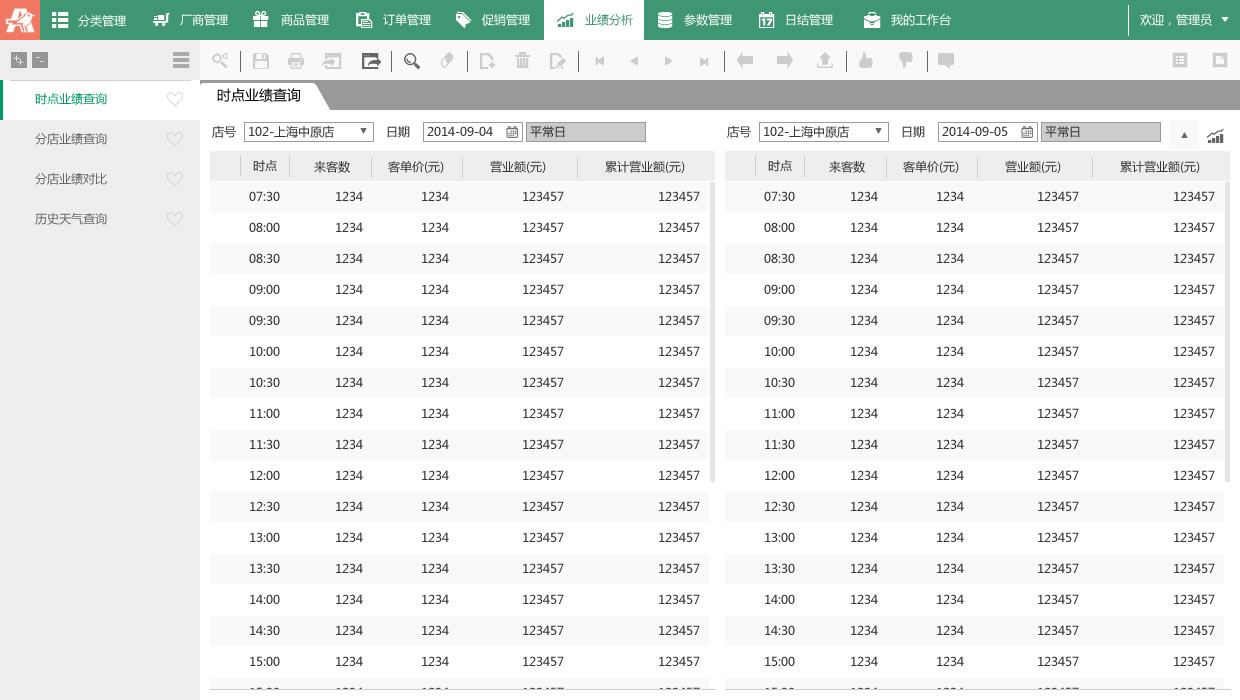 分类管理 厂商管理 商品管理 订单管理 促销管理 业绩分析 参数管理 17 日结管理 我的工作台 欢迎，管理员
时点业绩查询
分店业绩查询
分店业绩对比
历史天气查询
时点业绩查询
店号 102-上海中原店 日期 2014-09-04 平常日 店号 102-上海中原店 日期 2014-09-05 平常日
时点 来客数 客单价(元) 营业额(元) 累计营业额(元) 时点 来客数 客单价(元) 营业额(元) 累计营业额(元)
07:30 1234 1234 123457 123457 07:30 1234 1234 123457 123457
08:00 1234 1234 123457 123457 08:00 1234 1234 123457 123457
08:30 1234 1234 123457 123457 08:30 1234 1234 123457 123457
09:00 1234 1234 123457 123457 09:00 1234 1234 123457 123457
09:30 1234 1234 123457 123457 09:30 1234 1234 123457 123457
10:00 1234 1234 123457 123457 10:00 1234 1234 123457 123457
10:30 1234 1234 123457 123457 10:30 1234 1234 123457 123457
11:00 1234 1234 123457 123457 11:00 1234 1234 123457 123457
11:30 1234 1234 123457 123457 11:30 1234 1234 123457 123457
12:00 1234 1234 123457 123457 12:00 1234 1234 123457 123457
12:30 1234 1234 123457 123457 12:30 1234 1234 123457 123457
13:00 1234 1234 123457 123457 13:00 1234 1234 123457 123457
13:30 1234 1234 123457 123457 13:30 1234 1234 123457 123457
14:00 1234 1234 123457 123457 14:00 1234 1234 123457 123457
14:30 1234 1234 123457 123457 14:30 1234 1234 123457 123457
15:00 1234 1234 123457 123457 15:00 1234 1234 123457 123457